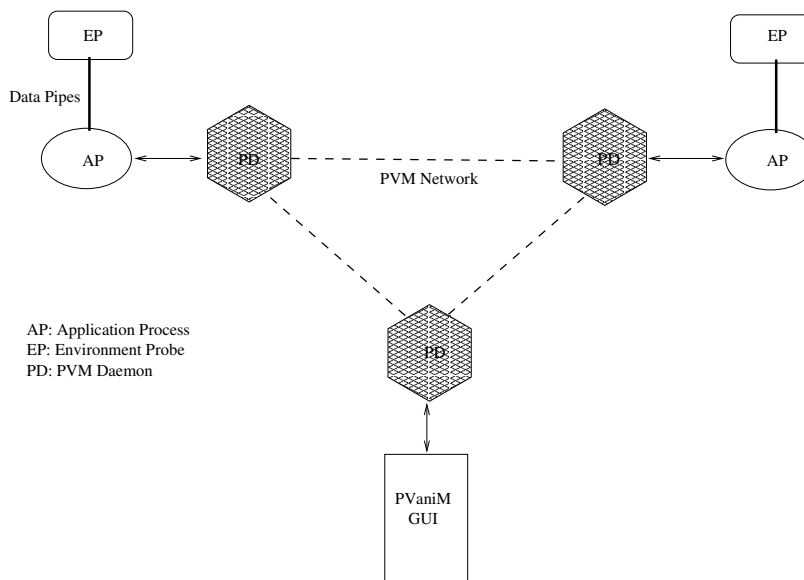 EP
EP
Data Pipes
AP
PD
PD
AP
PVM Network
AP: Application Process
EP: Environment Probe
PD: PVM Daemon
PD
PVaniM
GUI